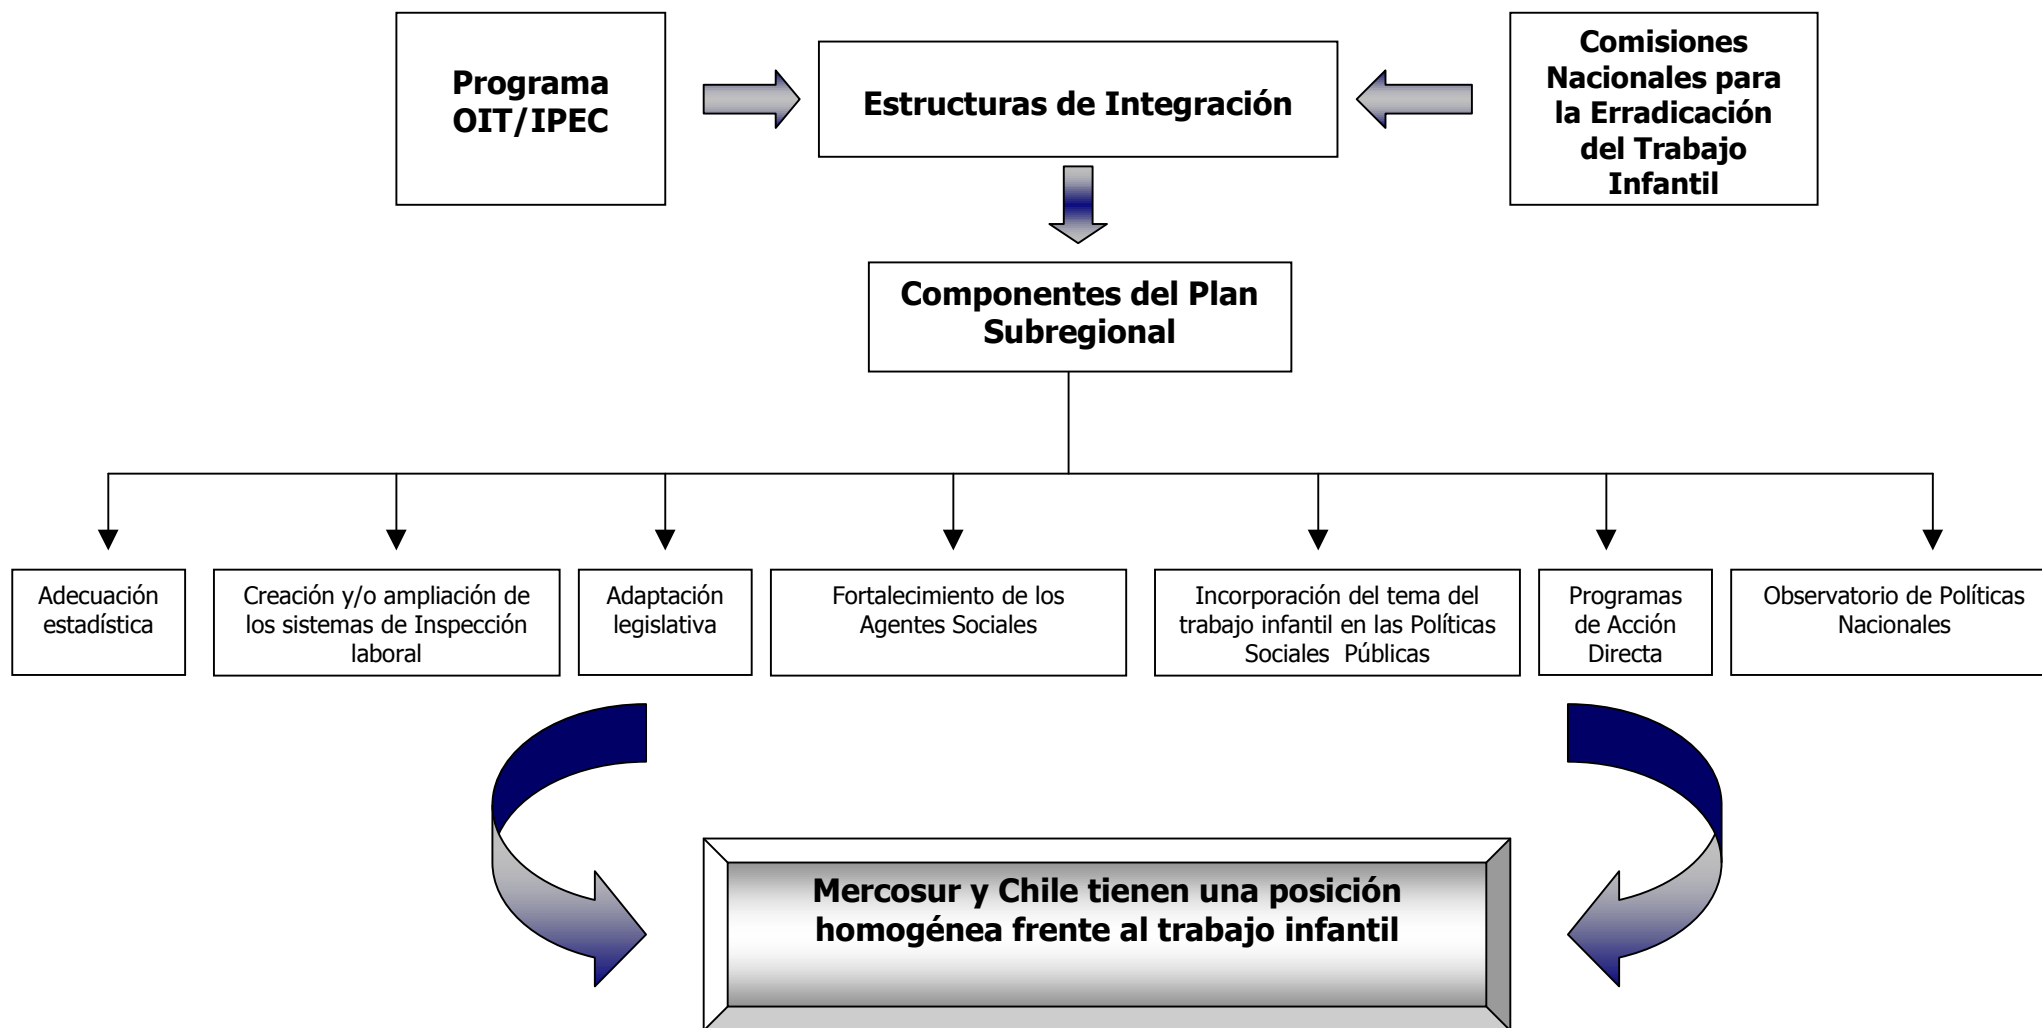 Programa
OIT/IPEC
Estructuras de Integración
Comisiones
Nacionales para
la Erradicación
del Trabajo
Infantil
Componentes del Plan
Subregional
Adecuación
estadística
Creación y/o ampliación de
los sistemas de Inspección
laboral
Adaptación
legislativa
Fortalecimiento de los
Agentes Sociales
Incorporación del tema del
trabajo infantil en las Políticas
Sociales  Públicas
Programas
de Acción
Directa
Observatorio de Políticas
Nacionales
Mercosur y Chile tienen una posición
homogénea frente al trabajo infantil